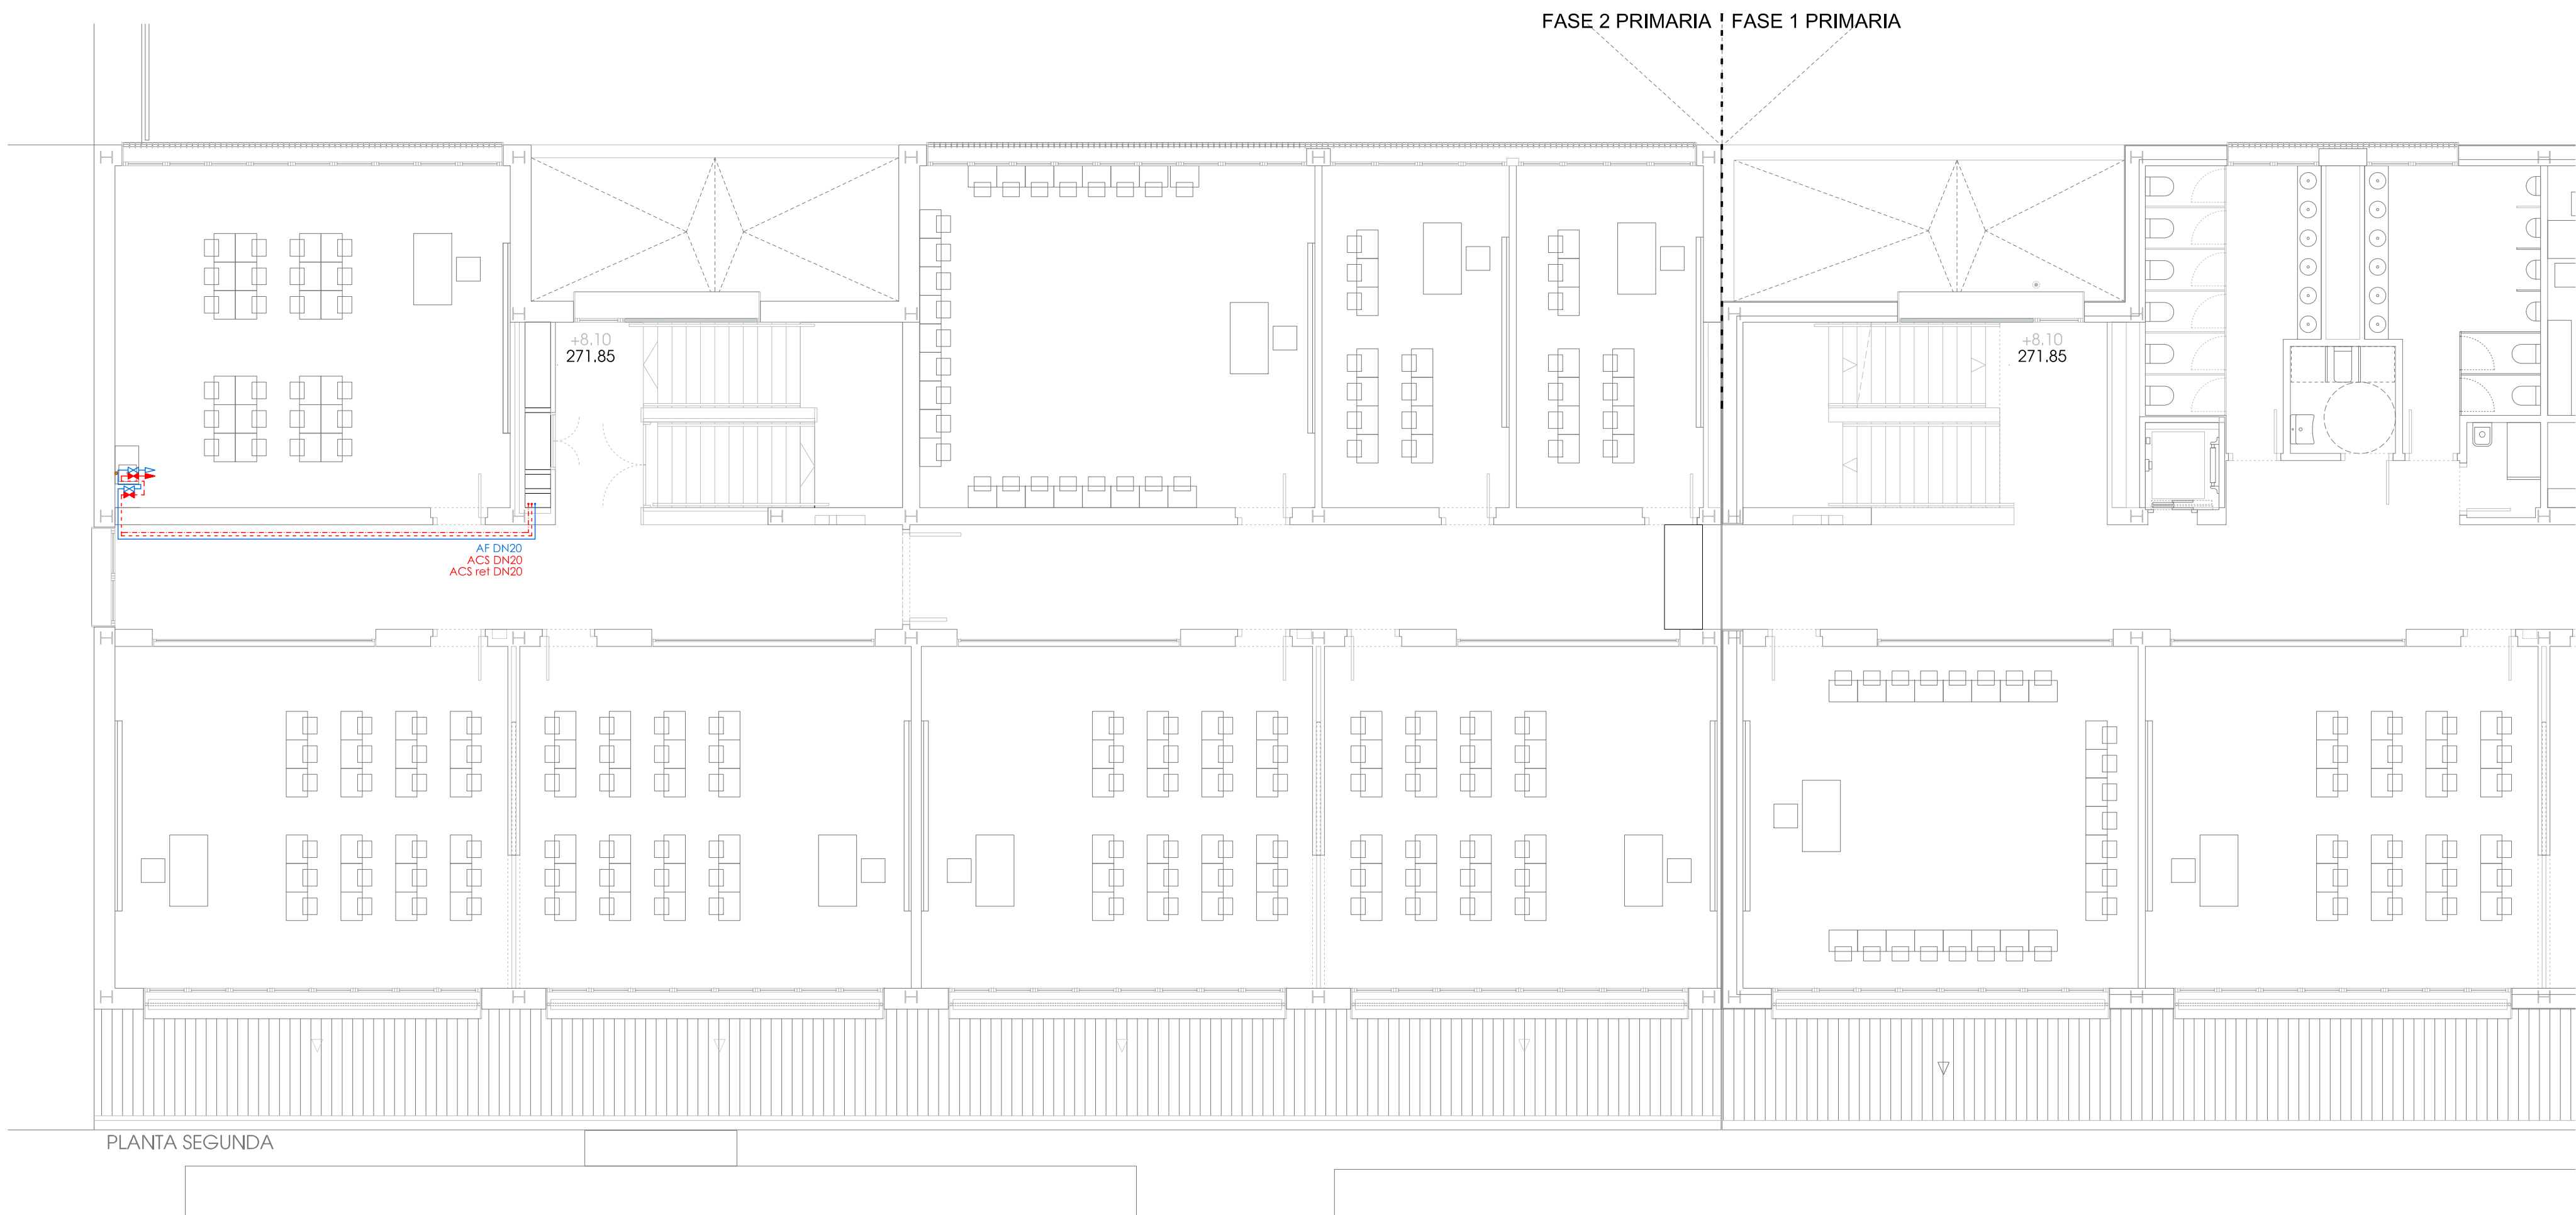 FASE 2 PRIMARIA
FASE 1 PRIMARIA
+8.10
271.85
+8.10
271.85
AF DN20
ACS DN20
ACS ret DN20
PLANTA SEGUNDA